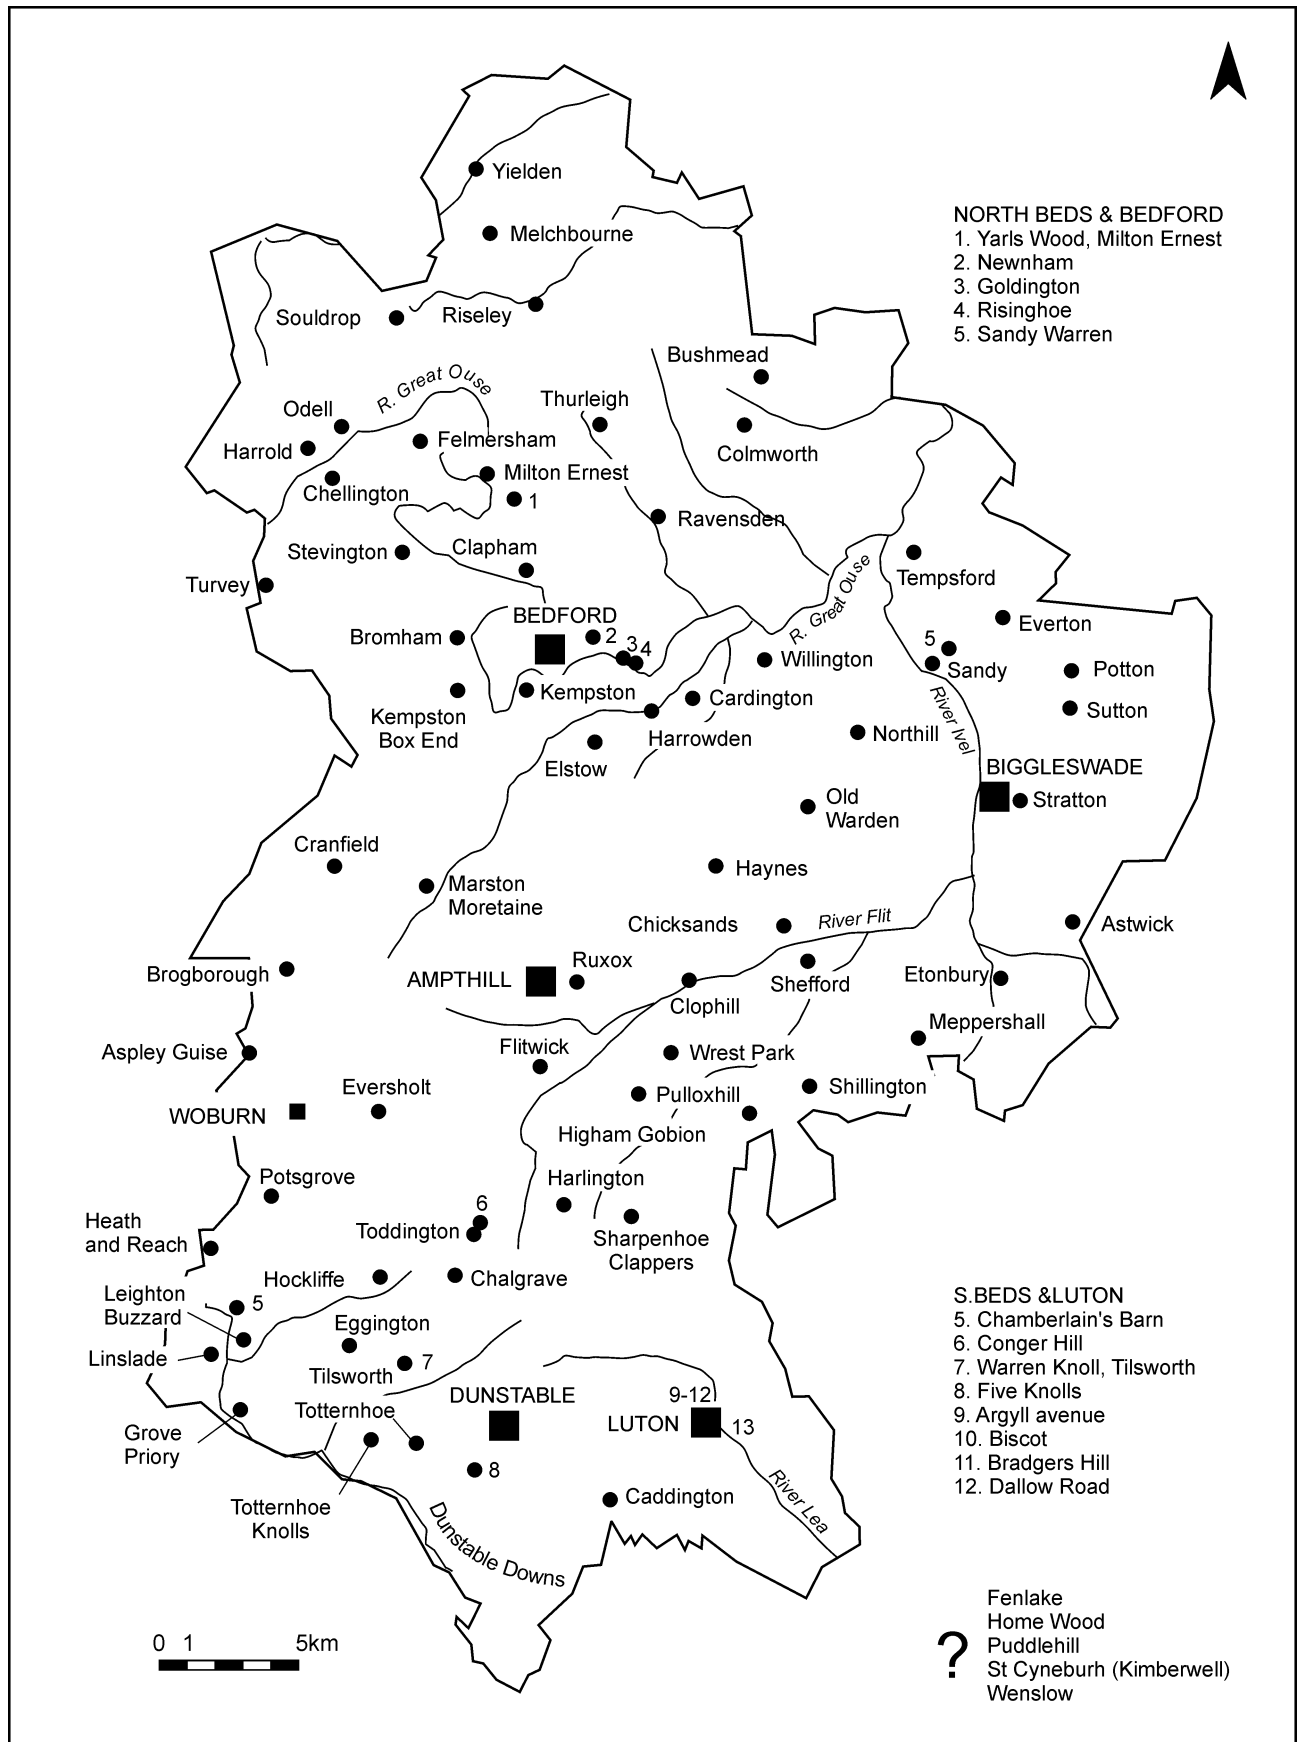 Yielden
Melchbourne
NORTH BEDS & BEDFORD
1. Yarls Wood, Milton Ernest
2. Newnham
3. Goldington
4. Risinghoe
5. Sandy Warren
Souldrop
Riseley
Bushmead
R. Great Ouse
Thurleigh
Odell
Harrold
Felmersham
Colmworth
Milton Ernest
Chellington
1
Ravensden
Stevington
Clapham
Turvey
Tempsford
R. Great Ouse
BEDFORD
Everton
Bromham
2
3
4
5
Willington
Sandy
Potton
Kempston
Cardington
Sutton
Kempston
Box End
River Ivel
Harrowden
Northill
Elstow
BIGGLESWADE
Old
Warden
Stratton
Cranfield
Haynes
Marston
Moretaine
Chicksands
River Flit
Astwick
Brogborough
AMPTHILL
Ruxox
Shefford
Etonbury
Clophill
Meppershall
Aspley Guise
Flitwick
Wrest Park
Eversholt
Pulloxhill
Shillington
WOBURN
Higham Gobion
Potsgrove
Harlington
6
Heath
and Reach
Toddington
Sharpenhoe
Clappers
Hockliffe
Chalgrave
Leighton
Buzzard
5
S.BEDS &LUTON
5. Chamberlain's Barn
6. Conger Hill
7. Warren Knoll, Tilsworth
8. Five Knolls
9. Argyll avenue
10. Biscot
11. Bradgers Hill
12. Dallow Road
Eggington
Linslade
Tilsworth
7
DUNSTABLE
9-12
Totternhoe
LUTON
13
Grove
Priory
8
Caddington
River Lea
Totternhoe
Knolls
Dunstable Downs
0 1 5km
?
Fenlake
Home Wood
Puddlehill
St Cyneburh (Kimberwell)
Wenslow